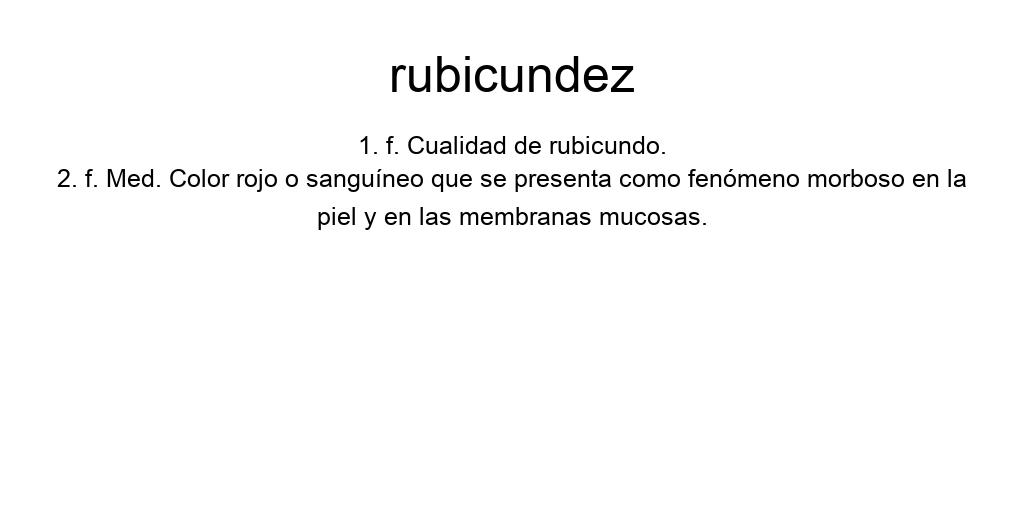 rubicundez
1. f. Cualidad de rubicundo.
2. f. Med. Color rojo o sanguíneo que se presenta como fenómeno morboso en la
piel y en las membranas mucosas.